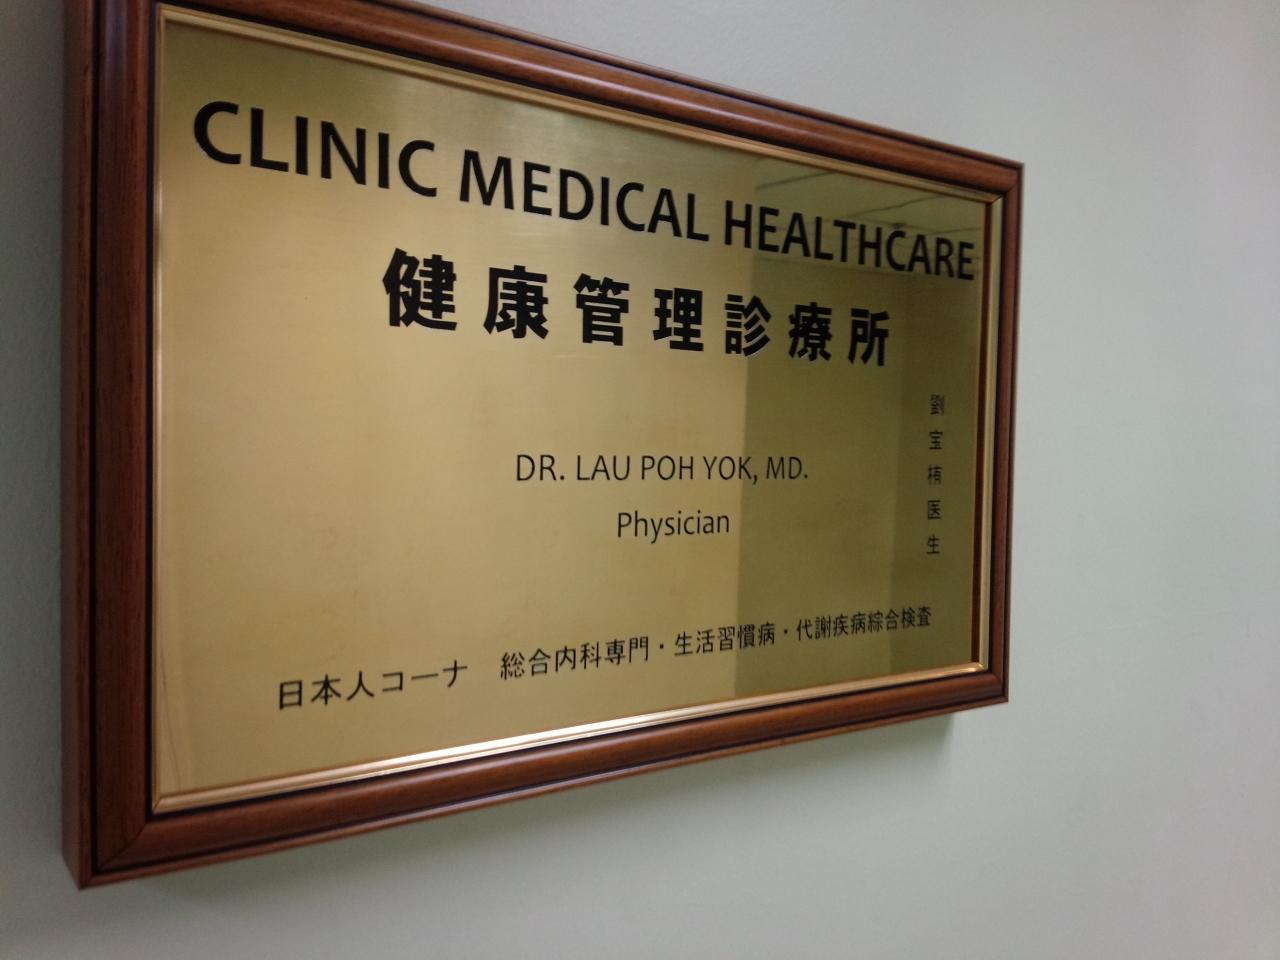 CLINIC MEDICAL HEALTHCARE
健康管理診療所
劉宝栯医生
DR. LAU POH YOK, MD.
Physician
日本人コーナ 総合内科専門・生活習慣病・代謝疾病綜合検査